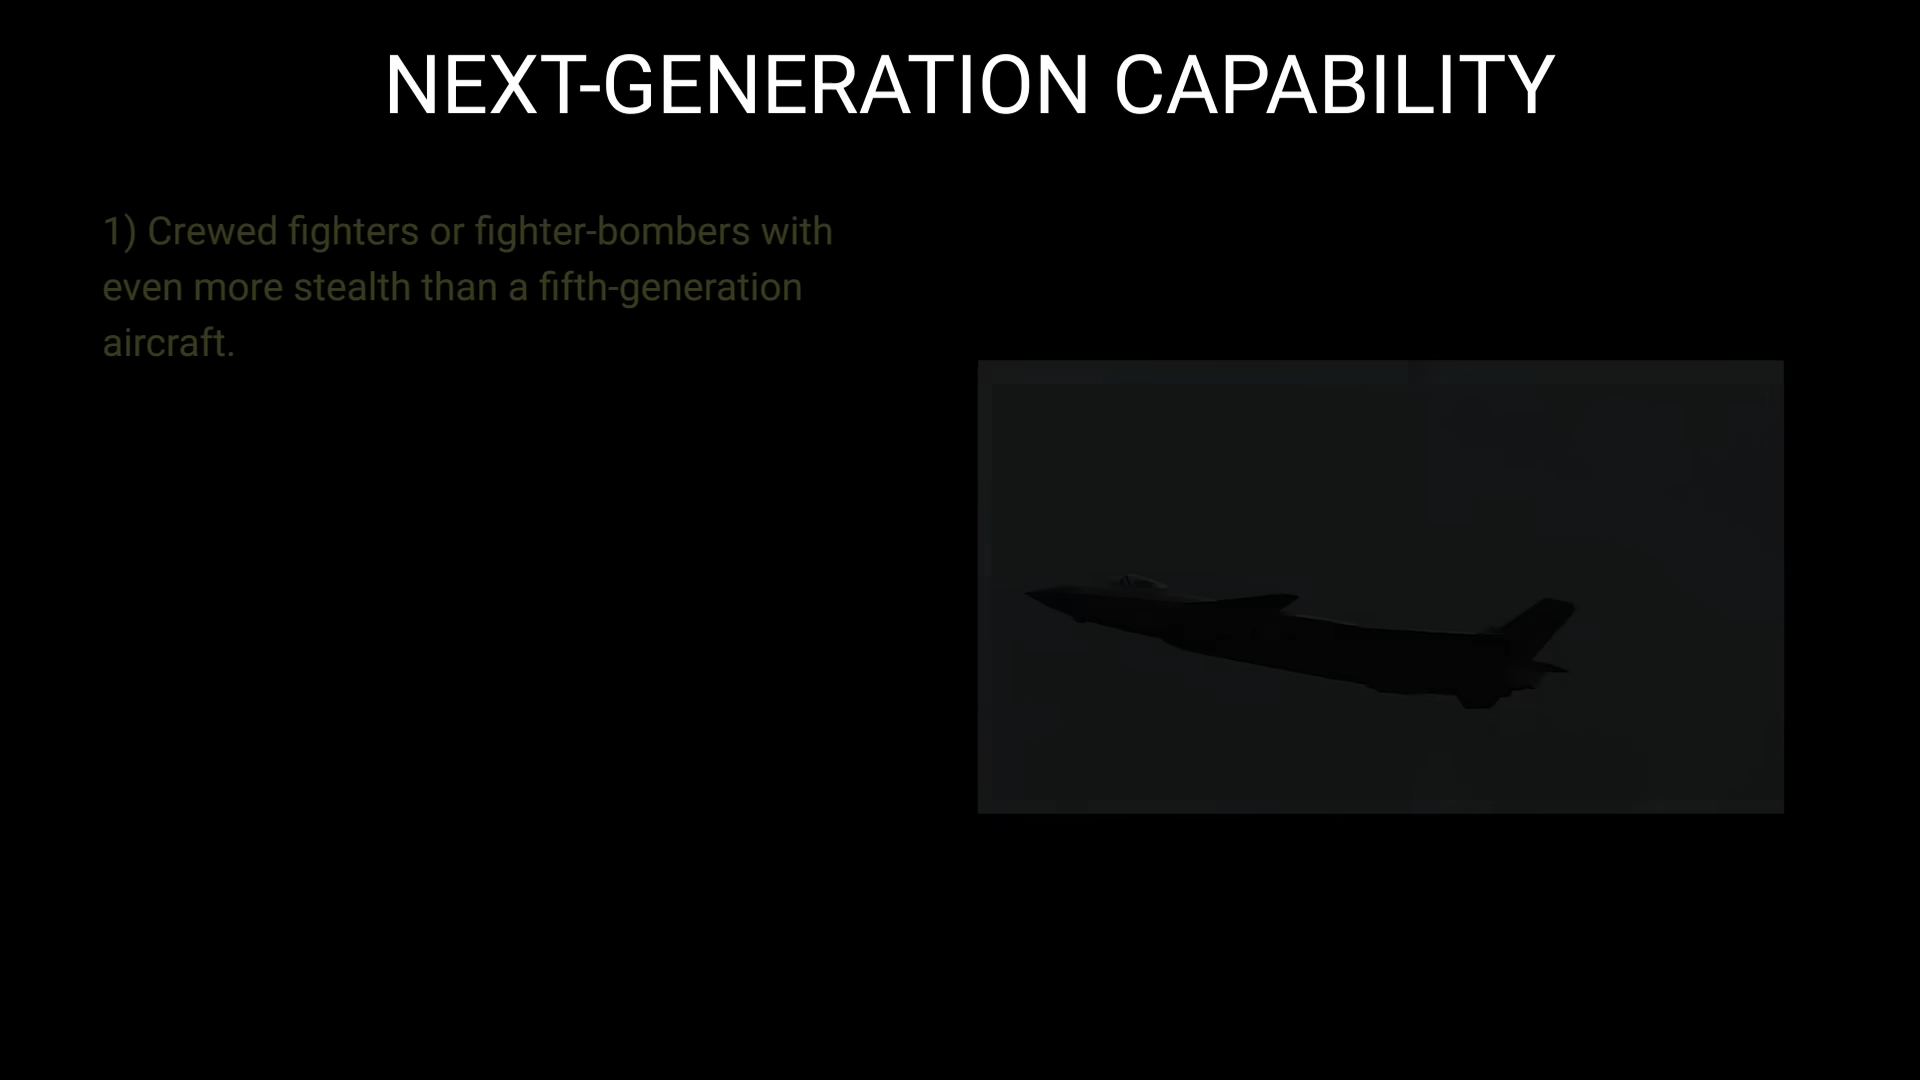 NEXT-GENERATION CAPABILITY
1) Crewed fighters or fighter-bombers with
even more stealth than a fifth-generation
aircraft.